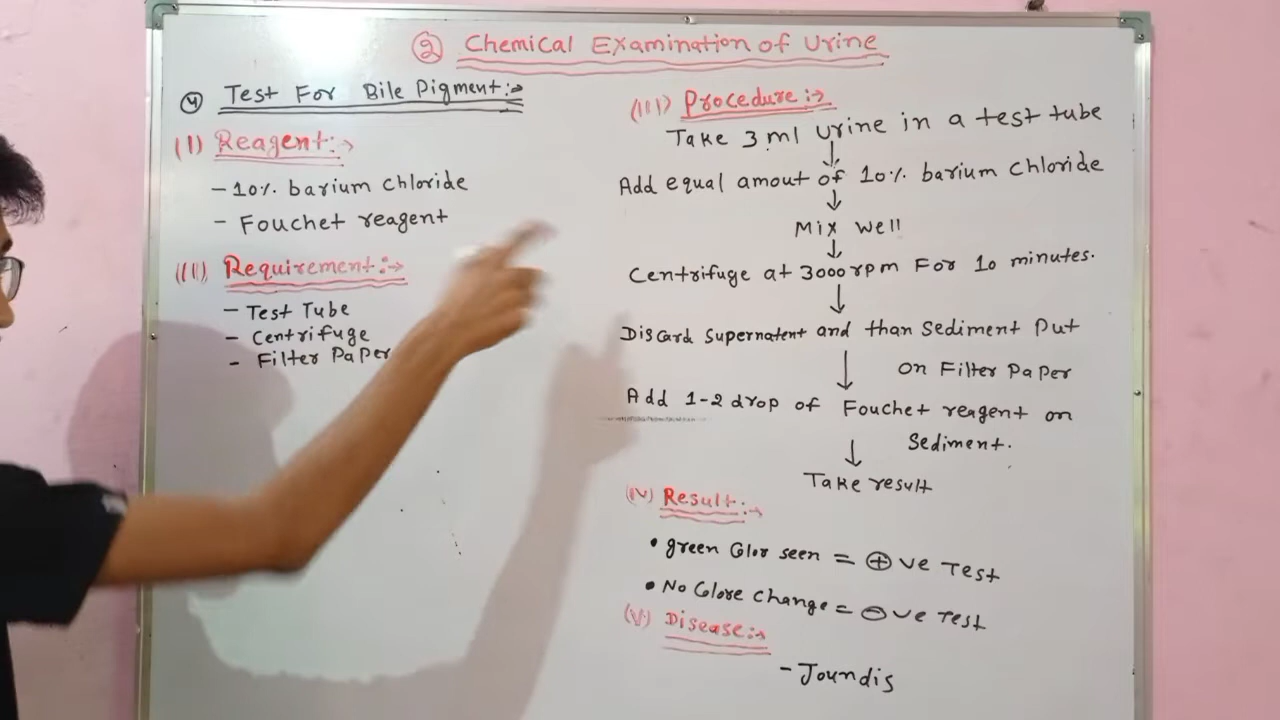 ② Chemical Examination of Urine
④ Test For Bile Pigment:->
(I) Reagent:->
- 10% barium Chloride
- Fouchet reagent
(II) Requirement:->
- Test Tube
- Centrifuge
- Filter Paper
(III) Procedure:->
Take 3 ml urine in a test tube
↓
Add equal amout of 10% barium Chloride
↓
Mix well
↓
Centrifuge at 3000 rpm For 10 minutes.
↓
Discard Supernatent and than Sediment Put
↓ on Filter Paper
Add 1-2 drop of Fouchet reagent on
↓ Sediment.
Take result
(IV) Result:->
• green Color seen = ⊕ ve Test
• No Colore change = ⊖ ve Test
(V) Disease:->
- Joundis